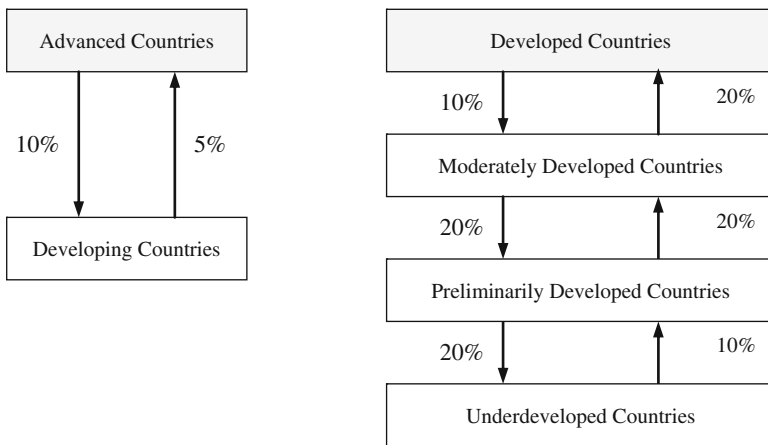 Advanced Countries
10%
5%
Developing Countries
Developed Countries
10%
20%
Moderately Developed Countries
20%
20%
Preliminarily Developed Countries
20%
10%
Underdeveloped Countries